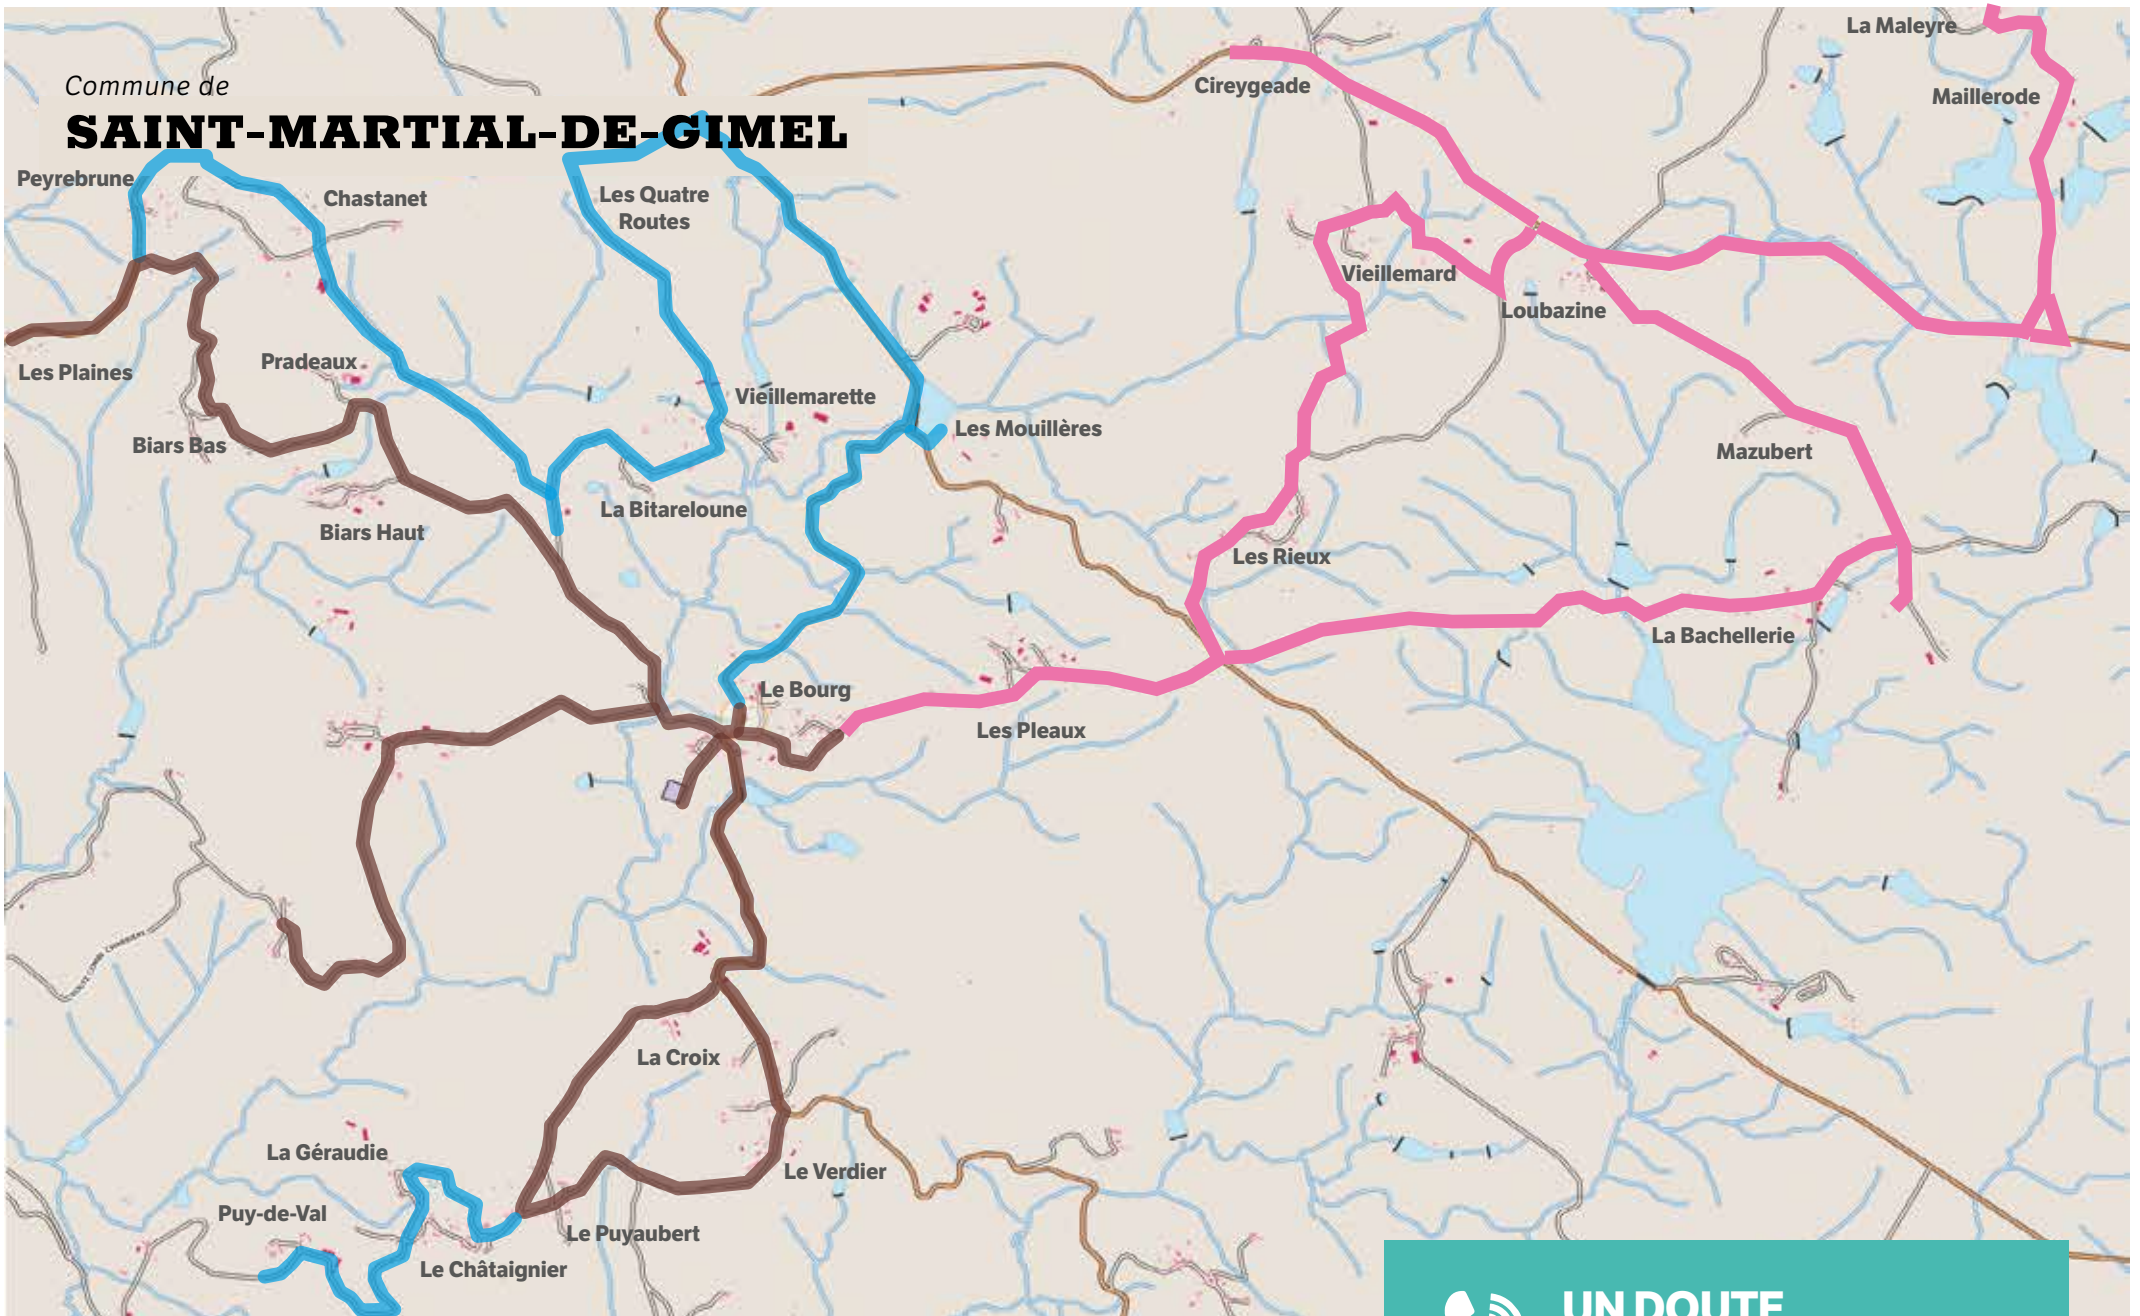 Commune de
SAINT-MARTIAL-DE-GIMEL
La Maleyre
Cireygeade
Maillerode
Peyrebrune
Chastanet
Les Quatre
Routes
Vieillemard
Loubazine
Les Plaines
Pradeaux
Vieillemarette
Biars Bas
Les Mouillères
Mazubert
La Bitareloune
Biars Haut
Les Rieux
La Bachellerie
Le Bourg
Les Pleaux
La Croix
La Géraudie
Le Verdier
Puy-de-Val
Le Puyaubert
Le Châtaignier
UN DOUTE